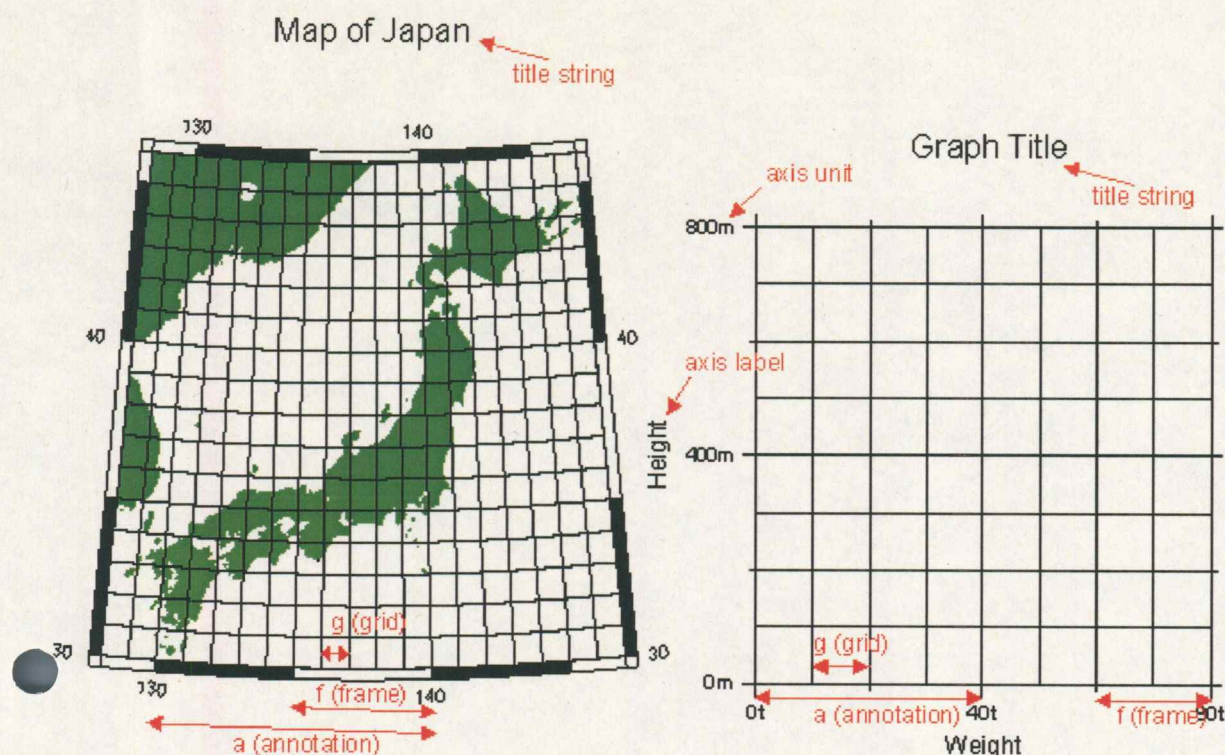 Map of Japan
title string
130
140
40
40
g (grid)
30
30
130
f (frame)
140
a (annotation)
Graph Title
axis unit
title string
800m
axis label
Height
400m
g (grid)
0m
0t
a (annotation)
40t
f (frame)
80t
Weight